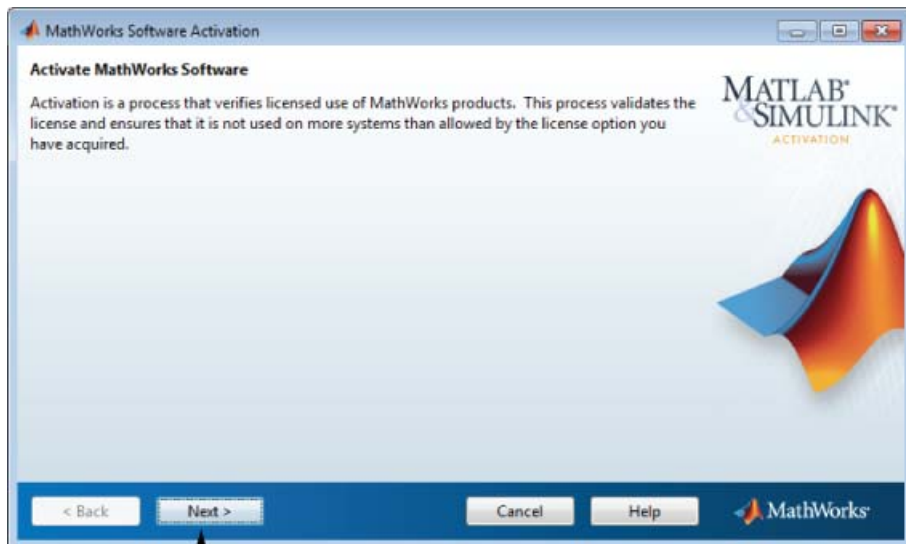 MathWorks Software Activation
Activate MathWorks Software
Activation is a process that verifies licensed use of MathWorks products. This process validates the
license and ensures that it is not used on more systems than allowed by the license option you
have acquired.
MATLAB®
&SIMULINK®
ACTIVATION
< Back
Next >
Cancel
Help
MathWorks®